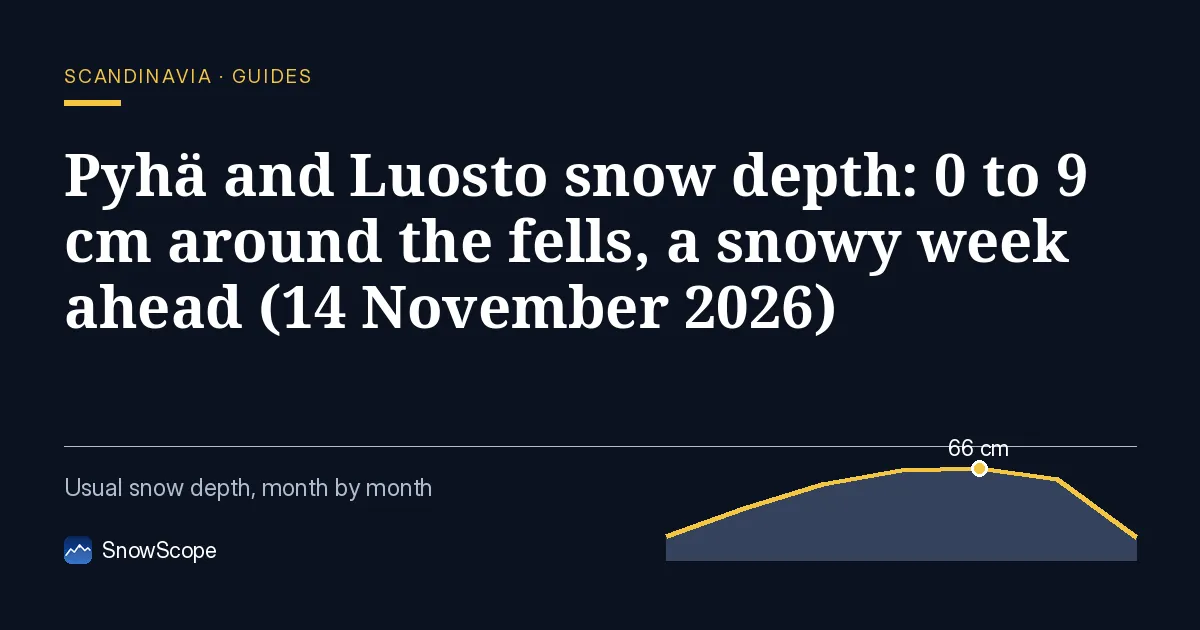 SCANDINAVIA · GUIDES
Pyhä and Luosto snow depth: 0 to 9
cm around the fells, a snowy week
ahead (14 November 2026)
66 cm
Usual snow depth, month by month
SnowScope